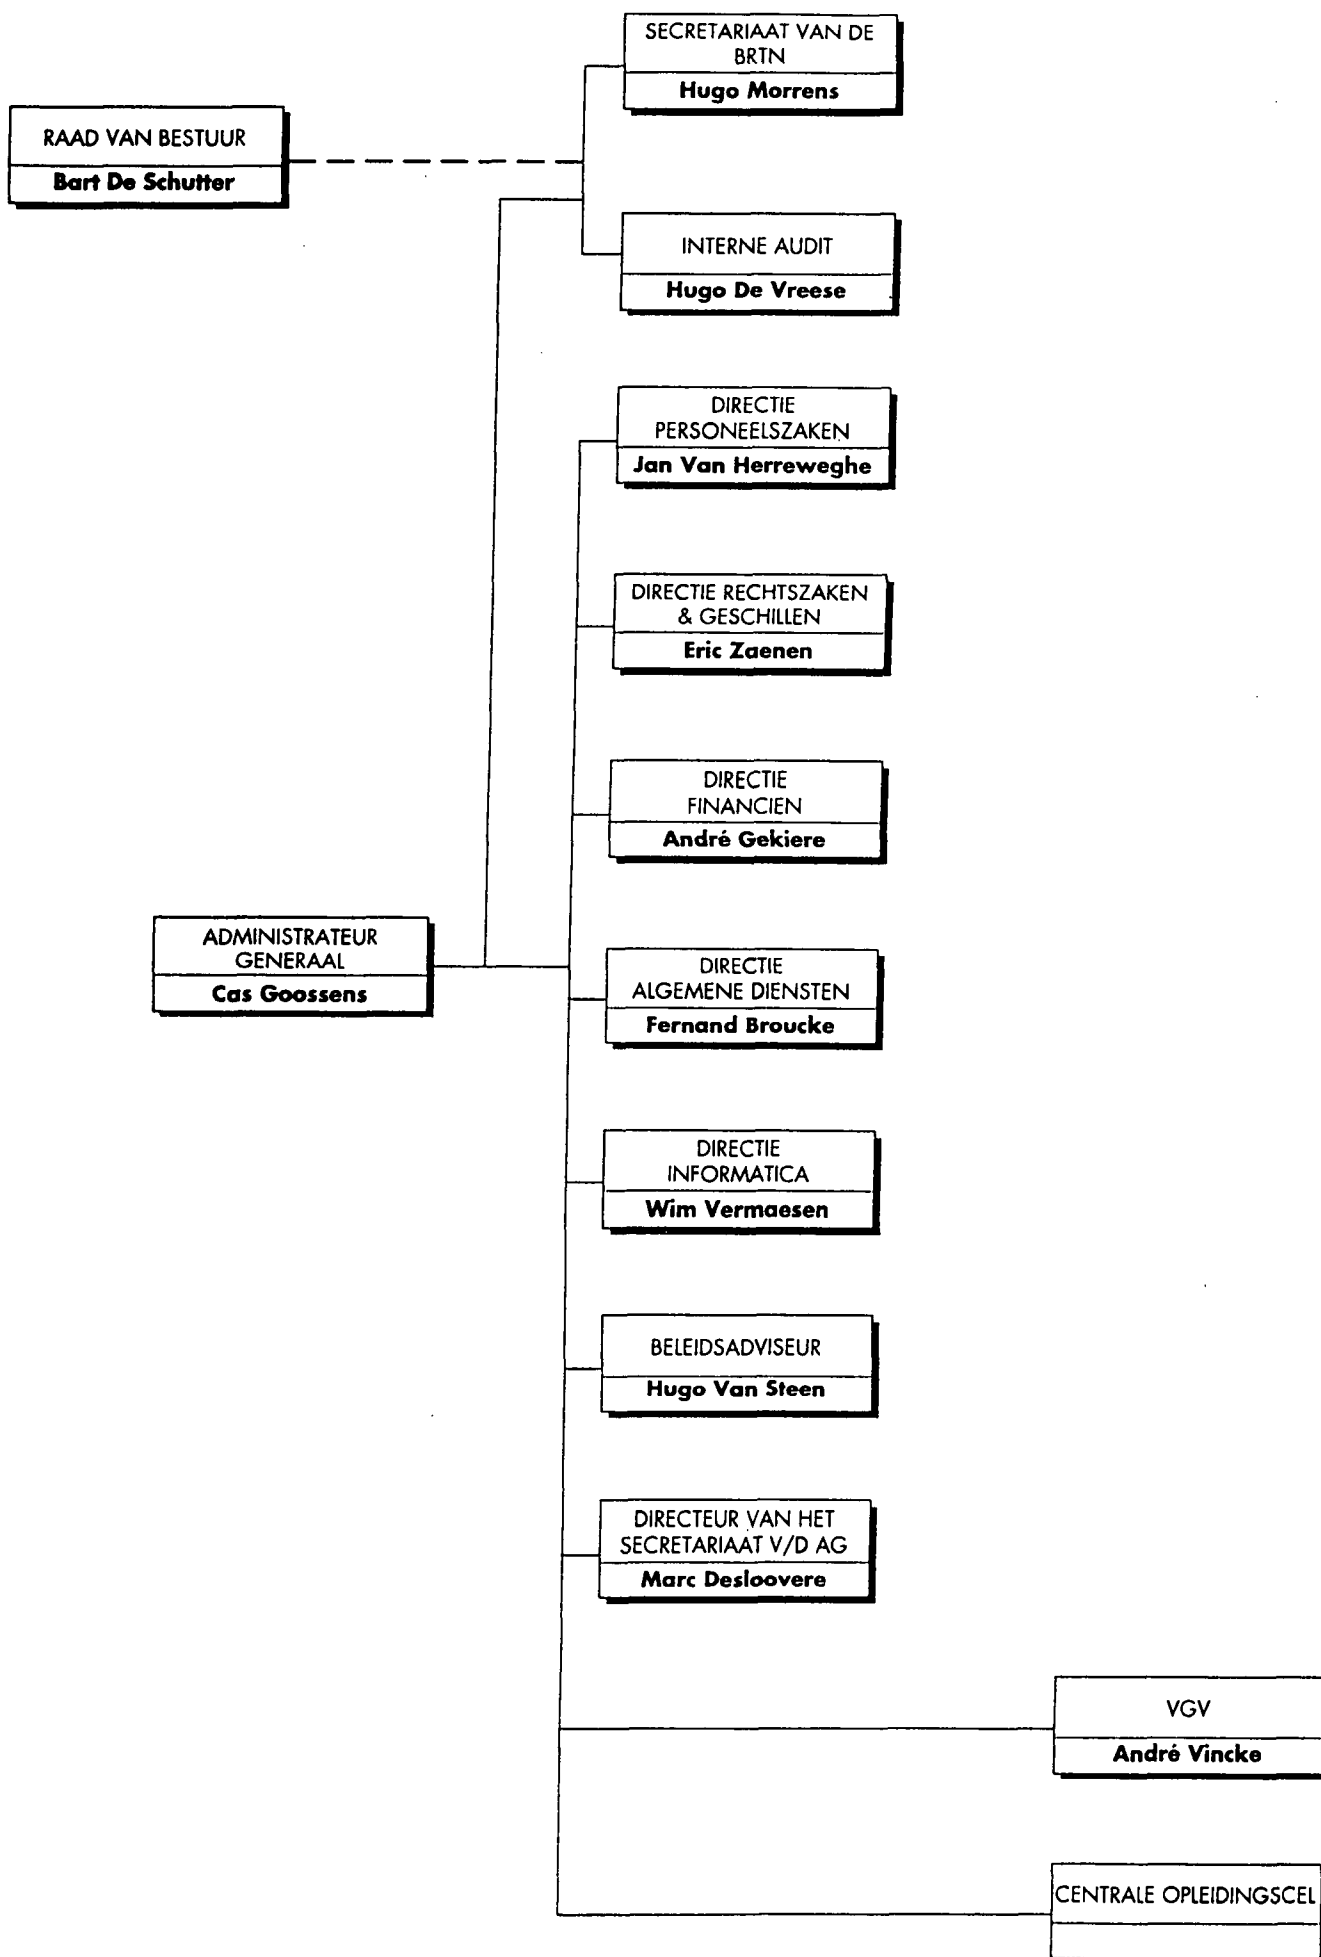 SECRETARIAAT VAN DE
BRTN
Hugo Morrens
RAAD VAN BESTUUR
Bart De Schutter
INTERNE AUDIT
Hugo De Vreese
DIRECTIE
PERSONEELSZAKEN
Jan Van Herreweghe
DIRECTIE RECHTSZAKEN
& GESCHILLEN
Eric Zaenen
DIRECTIE
FINANCIEN
André Gekiere
ADMINISTRATEUR
GENERAAL
Cas Goossens
DIRECTIE
ALGEMENE DIENSTEN
Fernand Broucke
DIRECTIE
INFORMATICA
Wim Vermaesen
BELEIDSADVISEUR
Hugo Van Steen
DIRECTEUR VAN HET
SECRETARIAAT V/D AG
Marc Desloovere
VGV
André Vincke
CENTRALE OPLEIDINGSCEL